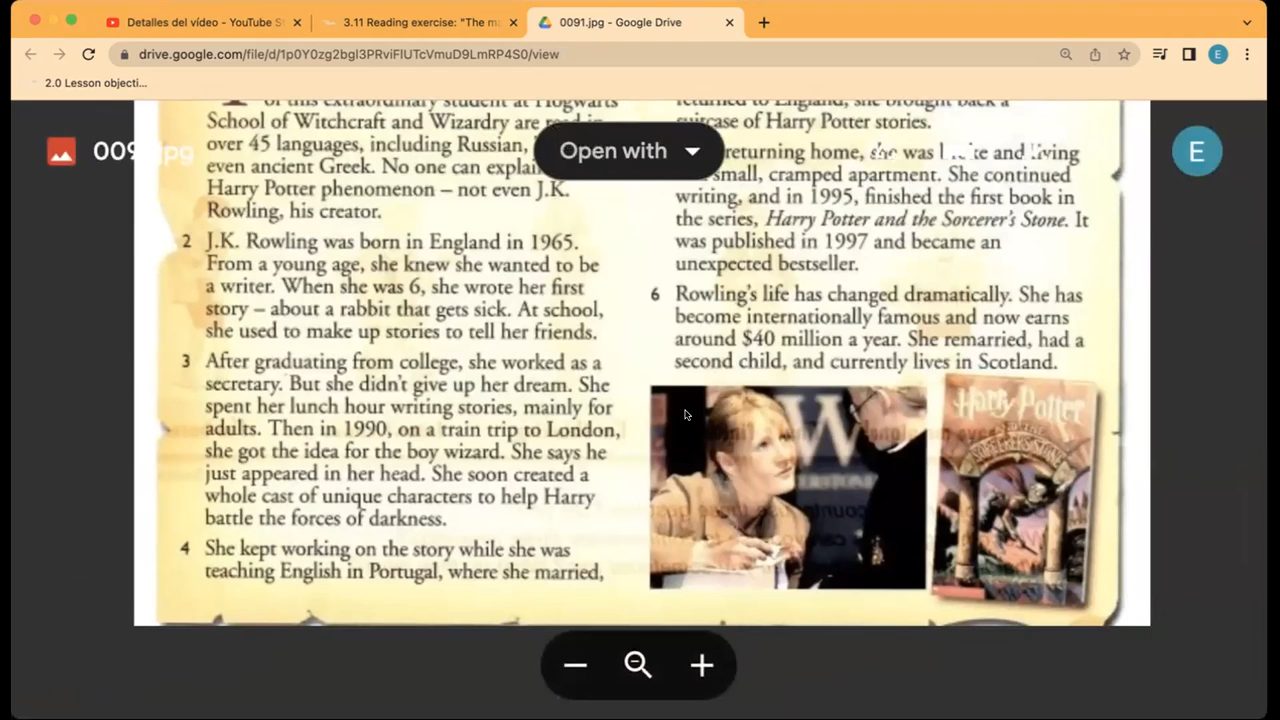 Detalles del vídeo - YouTube S
3.11 Reading exercise: "The m
0091.jpg - Google Drive
drive.google.com/file/d/1p0Y0zg2bgl3PRviFlUTcVmuD9LmRP4S0/view
E
2.0 Lesson objecti...
009 .jpg
Open with
E
of this extraordinary student at Hogwarts
School of Witchcraft and Wizardry are read in
over 45 languages, including Russian,
even ancient Greek. No one can explain
Harry Potter phenomenon – not even J.K.
Rowling, his creator.
2 J.K. Rowling was born in England in 1965.
From a young age, she knew she wanted to be
a writer. When she was 6, she wrote her first
story – about a rabbit that gets sick. At school,
she used to make up stories to tell her friends.
3 After graduating from college, she worked as a
secretary. But she didn't give up her dream. She
spent her lunch hour writing stories, mainly for
adults. Then in 1990, on a train trip to London,
she got the idea for the boy wizard. She says he
just appeared in her head. She soon created a
whole cast of unique characters to help Harry
battle the forces of darkness.
4 She kept working on the story while she was
teaching English in Portugal, where she married,
returned to England, she brought back a
suitcase of Harry Potter stories.
returning home, she was broke and living
small, cramped apartment. She continued
writing, and in 1995, finished the first book in
the series, Harry Potter and the Sorcerer's Stone. It
was published in 1997 and became an
unexpected bestseller.
6 Rowling's life has changed dramatically. She has
become internationally famous and now earns
around $40 million a year. She remarried, had a
second child, and currently lives in Scotland.
W
Harry Potter
AND THE
SORCERER'S STONE